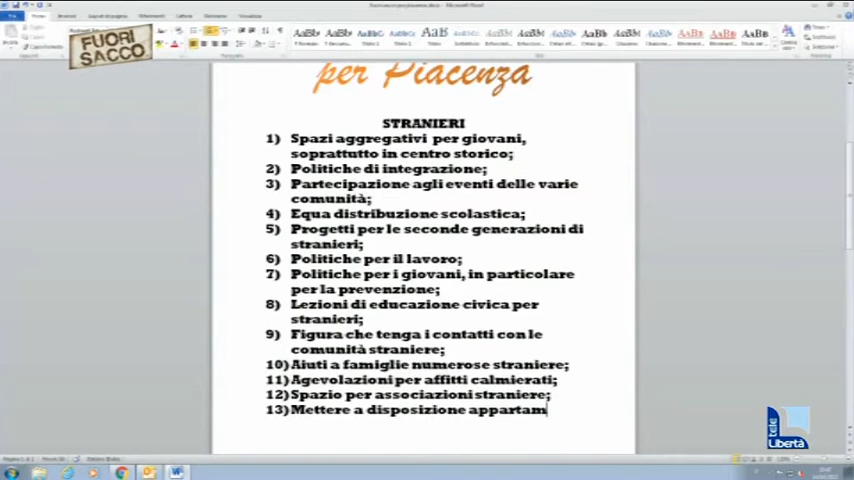 FUORI
SACCO
per Piacenza
STRANIERI
1) Spazi aggregativi per giovani,
soprattutto in centro storico;
2) Politiche di integrazione;
3) Partecipazione agli eventi delle varie
comunità;
4) Equa distribuzione scolastica;
5) Progetti per le seconde generazioni di
stranieri;
6) Politiche per il lavoro;
7) Politiche per i giovani, in particolare
per la prevenzione;
8) Lezioni di educazione civica per
stranieri;
9) Figura che tenga i contatti con le
comunità straniere;
10) Aiuti a famiglie numerose straniere;
11) Agevolazioni per affitti calmierati;
12) Spazio per associazioni straniere;
13) Mettere a disposizione appartam
tele
Libertà